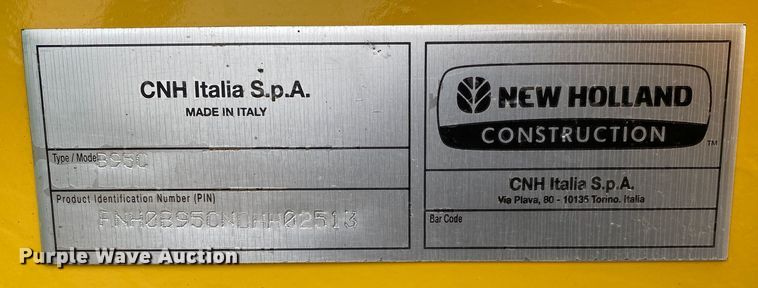 CNH Italia S.p.A.
MADE IN ITALY
Type / Model B95C
Product Identification Number (PIN)
NEW HOLLAND
CONSTRUCTION
TM
CNH Italia S.p.A.
Via Plava, 80 - 10135 Torino. Italia
Bar Code
Purple Wave Auction